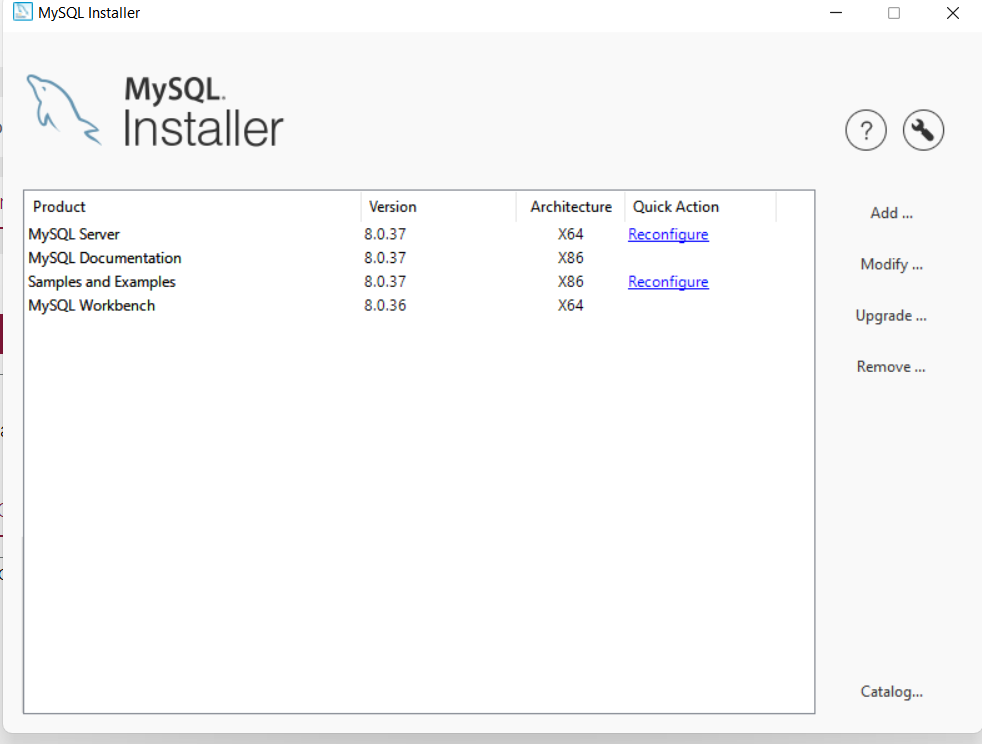 MySQL Installer
MySQL.
Installer
?
Product Version Architecture Quick Action
MySQL Server 8.0.37 X64 Reconfigure
MySQL Documentation 8.0.37 X86
Samples and Examples 8.0.37 X86 Reconfigure
MySQL Workbench 8.0.36 X64
Add ...
Modify ...
Upgrade ...
Remove ...
Catalog...